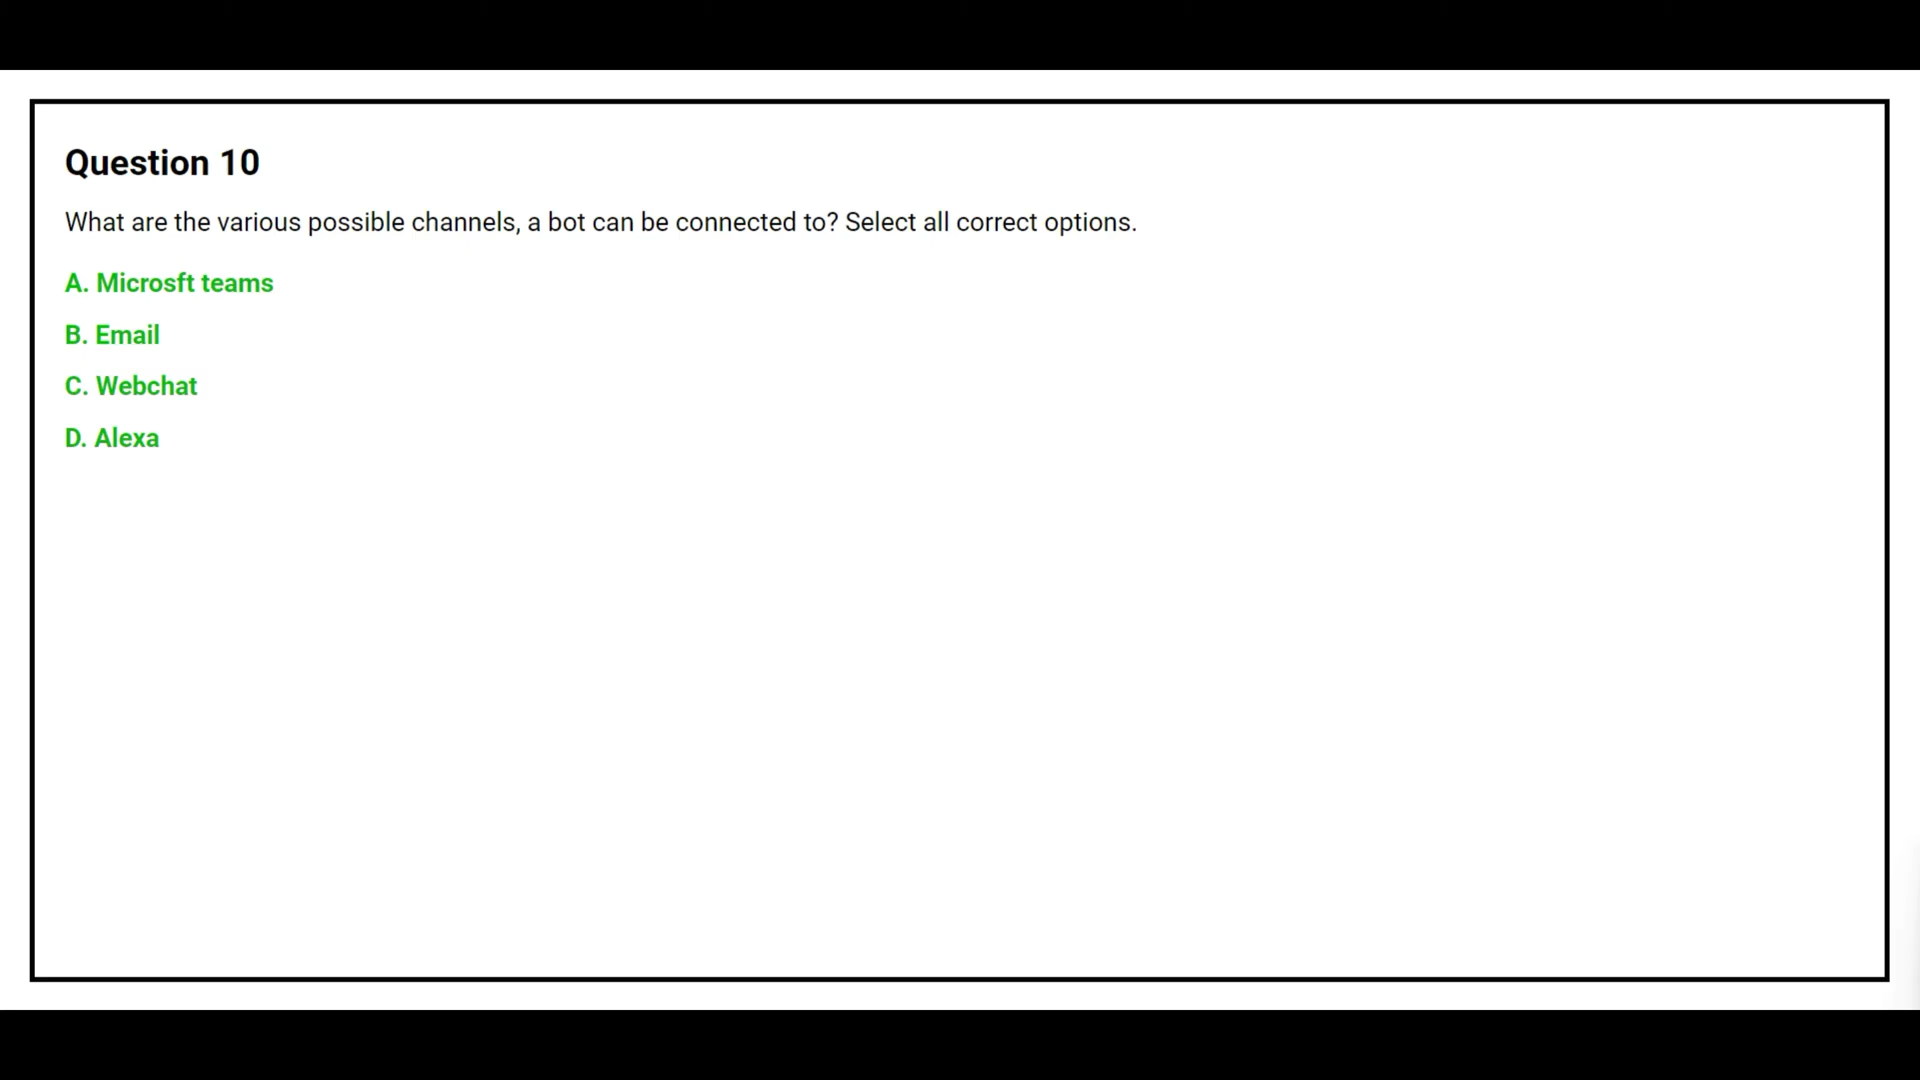 Question 10
What are the various possible channels, a bot can be connected to? Select all correct options.
A. Microsft teams
B. Email
C. Webchat
D. Alexa